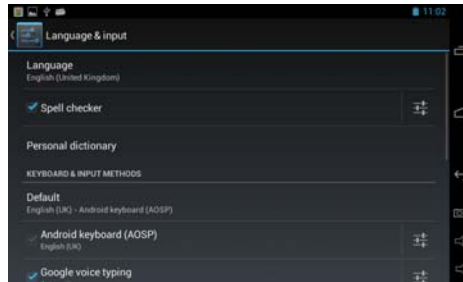 11:02
Language & input
Language
English (United Kingdom)
Spell checker
Personal dictionary
KEYBOARD & INPUT METHODS
Default
English (UK) - Android keyboard (AOSP)
Android keyboard (AOSP)
English (UK)
Google voice typing